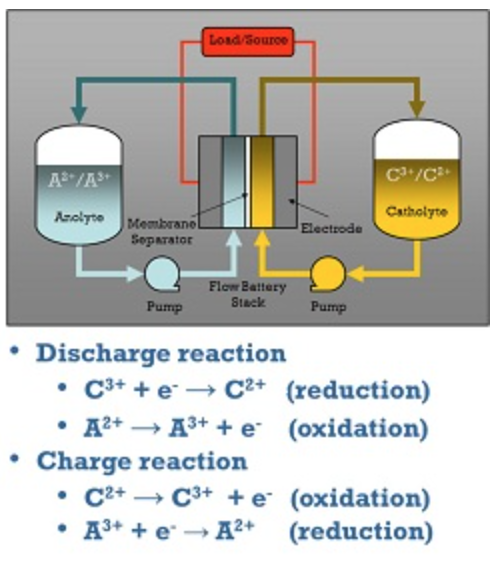 Load/Source
A²⁺/A³⁺
Anolyte
C³⁺/C²⁺
Catholyte
Membrane
Separator
Electrode
Pump
Flow Battery
Stack
Pump
• Discharge reaction
• C³⁺ + e⁻ → C²⁺ (reduction)
• A²⁺ → A³⁺ + e⁻ (oxidation)
• Charge reaction
• C²⁺ → C³⁺ + e⁻ (oxidation)
• A³⁺ + e⁻ → A²⁺ (reduction)